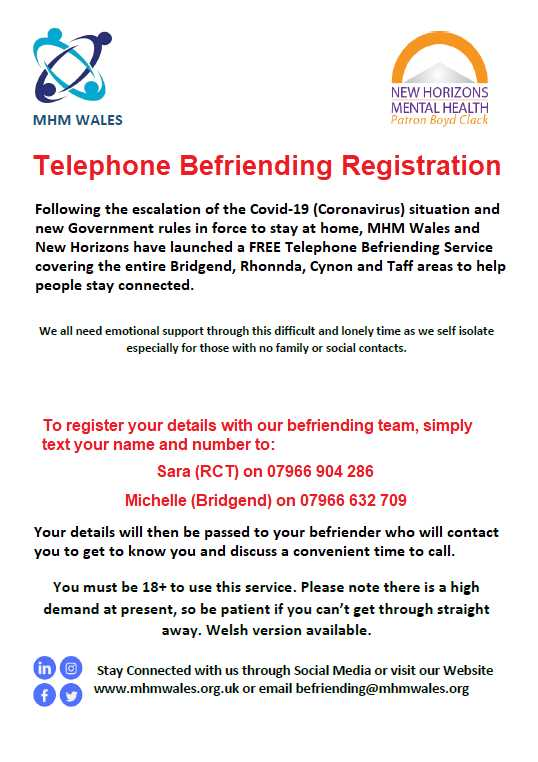 MHM WALES
NEW HORIZONS
MENTAL HEALTH
Patron Boyd Clack
Telephone Befriending Registration
Following the escalation of the Covid-19 (Coronavirus) situation and
new Government rules in force to stay at home, MHM Wales and
New Horizons have launched a FREE Telephone Befriending Service
covering the entire Bridgend, Rhonnda, Cynon and Taff areas to help
people stay connected.
We all need emotional support through this difficult and lonely time as we self isolate
especially for those with no family or social contacts.
To register your details with our befriending team, simply
text your name and number to:
Sara (RCT) on 07966 904 286
Michelle (Bridgend) on 07966 632 709
Your details will then be passed to your befriender who will contact
you to get to know you and discuss a convenient time to call.
You must be 18+ to use this service. Please note there is a high
demand at present, so be patient if you can’t get through straight
away. Welsh version available.
Stay Connected with us through Social Media or visit our Website
www.mhmwales.org.uk or email befriending@mhmwales.org